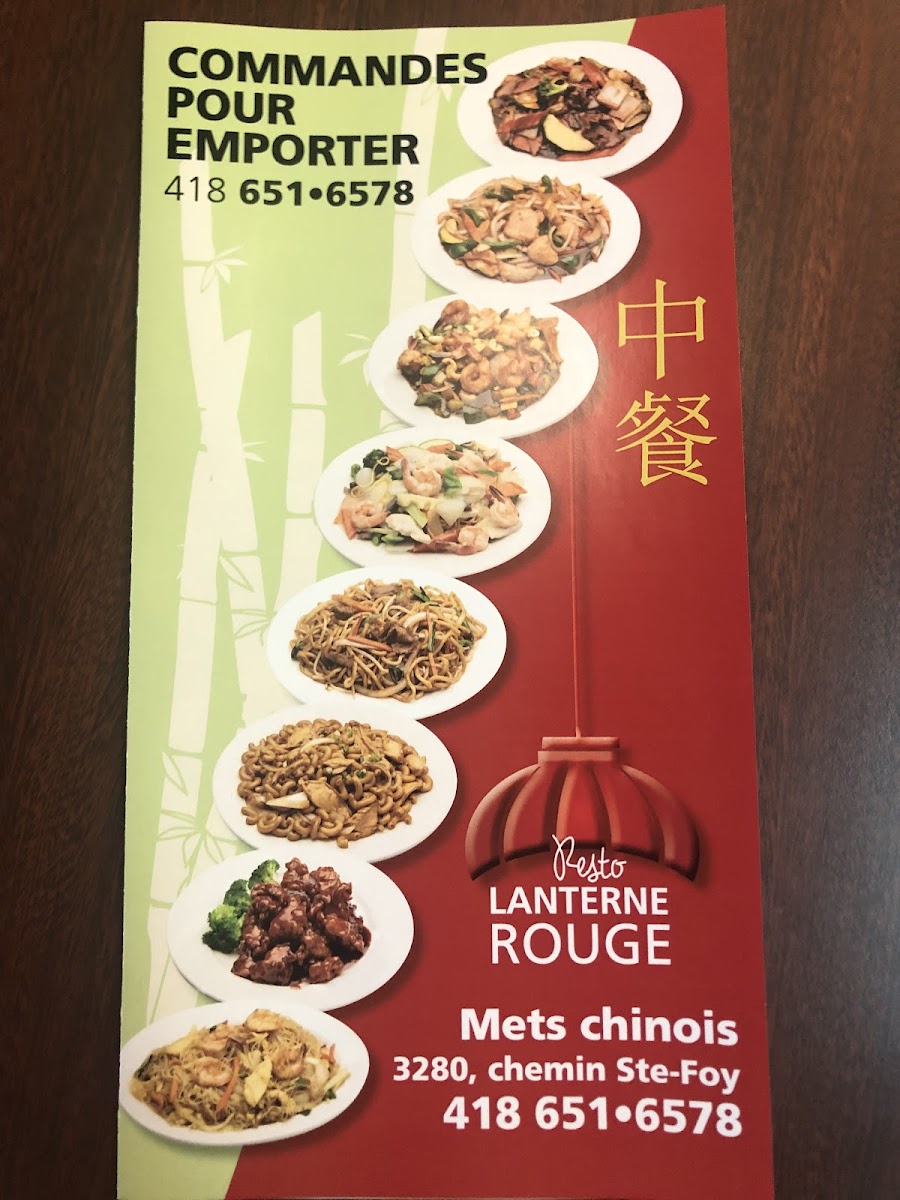 COMMANDES
POUR
EMPORTER
418 651•6578
中
餐
Resto
LANTERNE
ROUGE
Mets chinois
3280, chemin Ste-Foy
418 651•6578